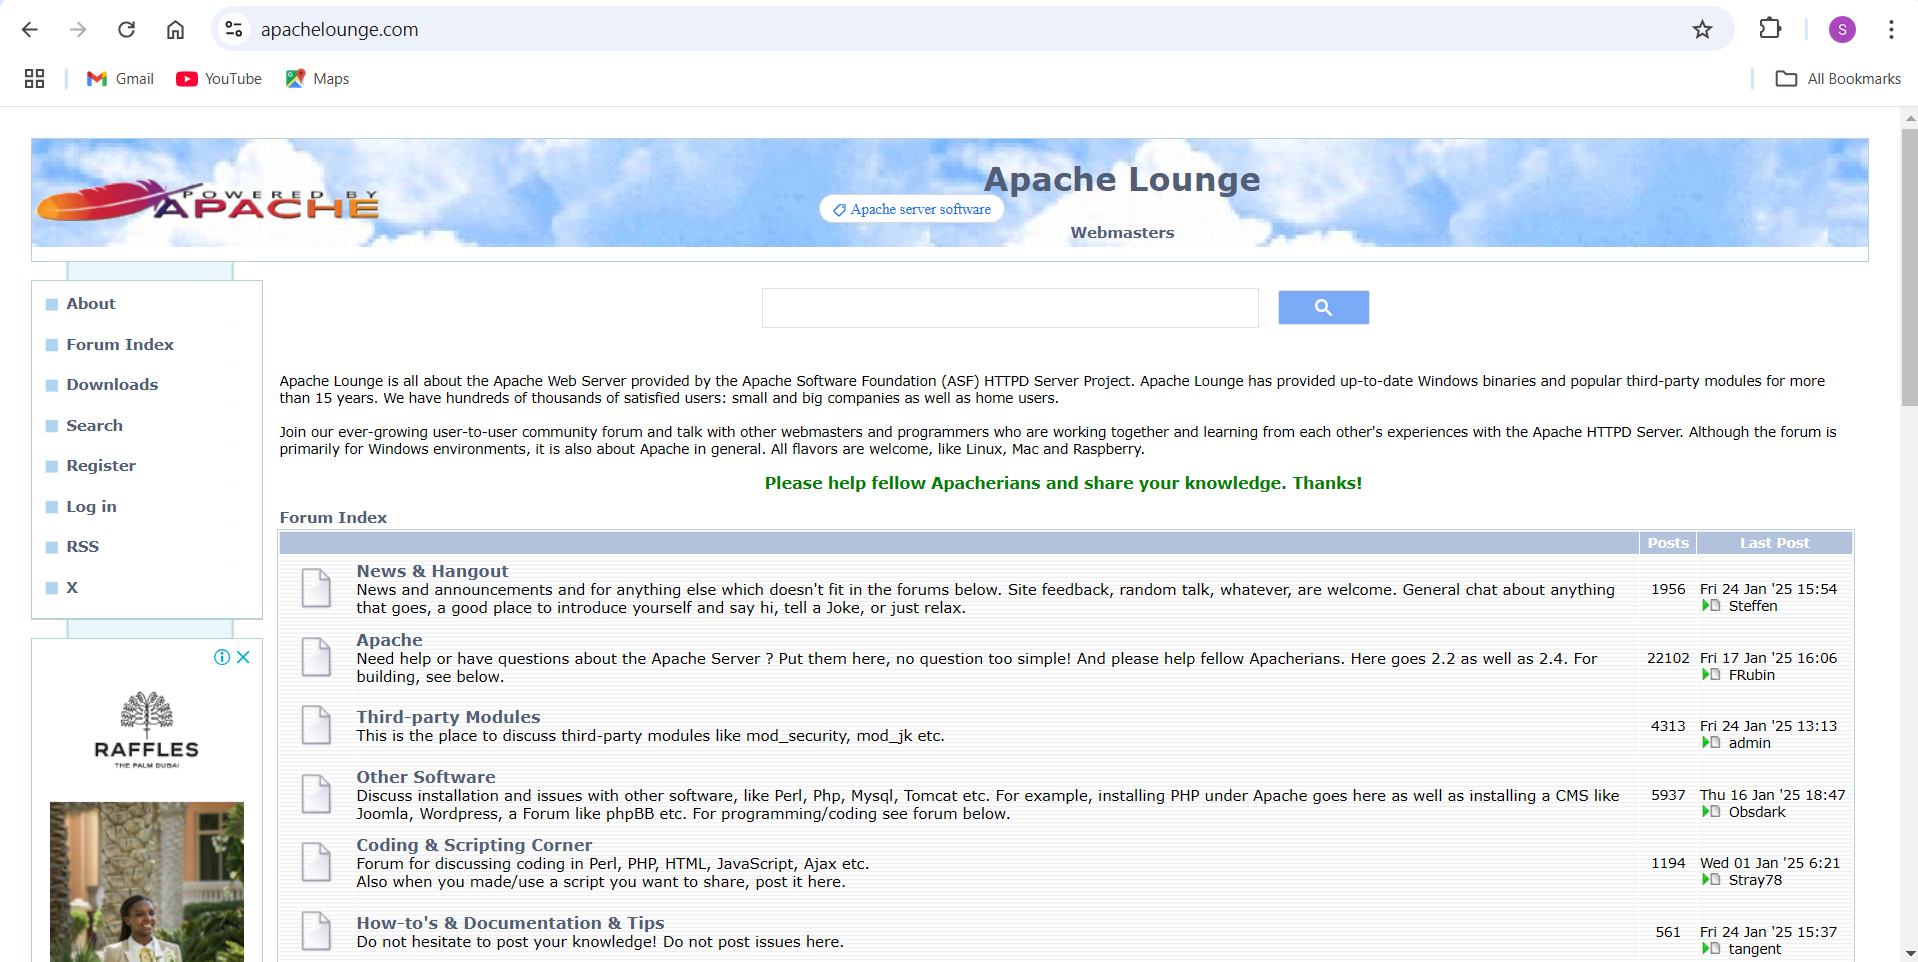 apachelounge.com
S
Gmail
YouTube
Maps
All Bookmarks
POWERED BY
APACHE
Apache Lounge
Apache server software
Webmasters
About
Forum Index
Downloads
Search
Register
Log in
RSS
X
Apache Lounge is all about the Apache Web Server provided by the Apache Software Foundation (ASF) HTTPD Server Project. Apache Lounge has provided up-to-date Windows binaries and popular third-party modules for more
than 15 years. We have hundreds of thousands of satisfied users: small and big companies as well as home users.
Join our ever-growing user-to-user community forum and talk with other webmasters and programmers who are working together and learning from each other's experiences with the Apache HTTPD Server. Although the forum is
primarily for Windows environments, it is also about Apache in general. All flavors are welcome, like Linux, Mac and Raspberry.
Please help fellow Apacherians and share your knowledge. Thanks!
Forum Index
Posts Last Post
News & Hangout
News and announcements and for anything else which doesn't fit in the forums below. Site feedback, random talk, whatever, are welcome. General chat about anything
that goes, a good place to introduce yourself and say hi, tell a Joke, or just relax.
1956
Fri 24 Jan '25 15:54
Steffen
Apache
Need help or have questions about the Apache Server ? Put them here, no question too simple! And please help fellow Apacherians. Here goes 2.2 as well as 2.4. For
building, see below.
22102
Fri 17 Jan '25 16:06
FRubin
Third-party Modules
This is the place to discuss third-party modules like mod_security, mod_jk etc.
4313
Fri 24 Jan '25 13:13
admin
Other Software
Discuss installation and issues with other software, like Perl, Php, Mysql, Tomcat etc. For example, installing PHP under Apache goes here as well as installing a CMS like
Joomla, Wordpress, a Forum like phpBB etc. For programming/coding see forum below.
5937
Thu 16 Jan '25 18:47
Obsdark
Coding & Scripting Corner
Forum for discussing coding in Perl, PHP, HTML, JavaScript, Ajax etc.
Also when you made/use a script you want to share, post it here.
1194
Wed 01 Jan '25 6:21
Stray78
How-to's & Documentation & Tips
Do not hesitate to post your knowledge! Do not post issues here.
561
Fri 24 Jan '25 15:37
tangent
RAFFLES
THE PALM DUBAI